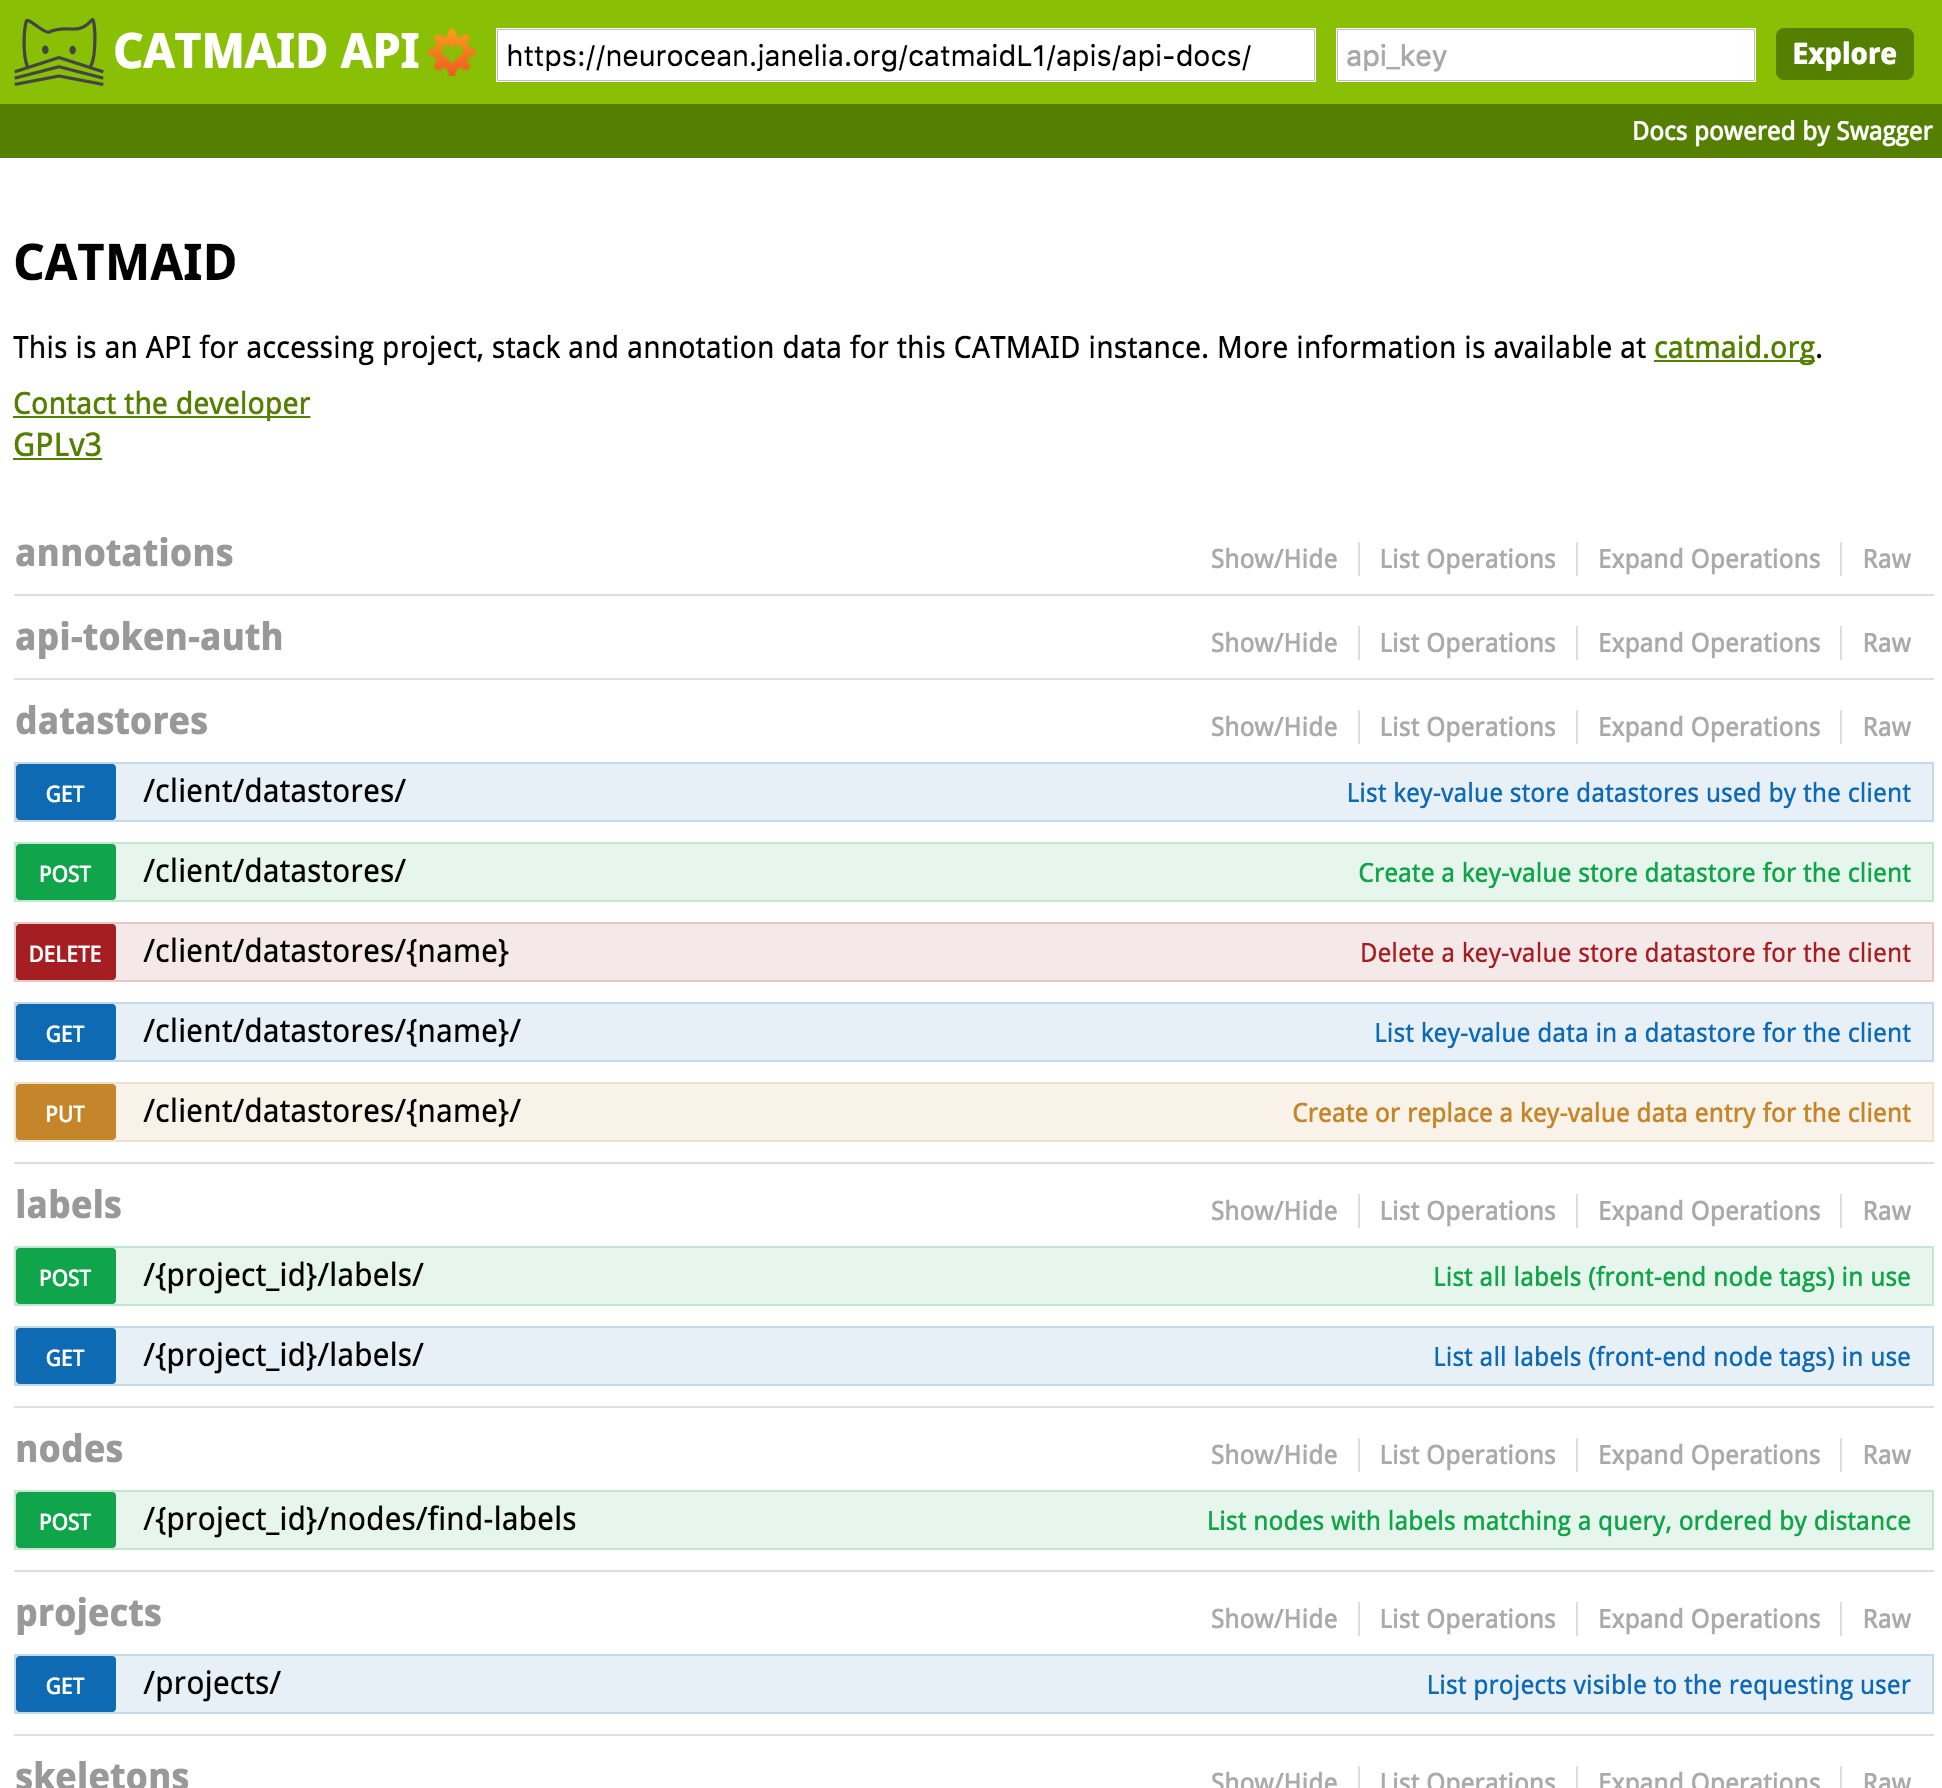 CATMAID API https://neurocean.janelia.org/catmaidL1/apis/api-docs/ api_key Explore
Docs powered by Swagger
CATMAID
This is an API for accessing project, stack and annotation data for this CATMAID instance. More information is available at catmaid.org.
Contact the developer
GPLv3
annotations Show/Hide List Operations Expand Operations Raw
api-token-auth Show/Hide List Operations Expand Operations Raw
datastores Show/Hide List Operations Expand Operations Raw
GET /client/datastores/ List key-value store datastores used by the client
POST /client/datastores/ Create a key-value store datastore for the client
DELETE /client/datastores/{name} Delete a key-value store datastore for the client
GET /client/datastores/{name}/ List key-value data in a datastore for the client
PUT /client/datastores/{name}/ Create or replace a key-value data entry for the client
labels Show/Hide List Operations Expand Operations Raw
POST /{project_id}/labels/ List all labels (front-end node tags) in use
GET /{project_id}/labels/ List all labels (front-end node tags) in use
nodes Show/Hide List Operations Expand Operations Raw
POST /{project_id}/nodes/find-labels List nodes with labels matching a query, ordered by distance
projects Show/Hide List Operations Expand Operations Raw
GET /projects/ List projects visible to the requesting user
skeletons Show/Hide List Operations Expand Operations Raw